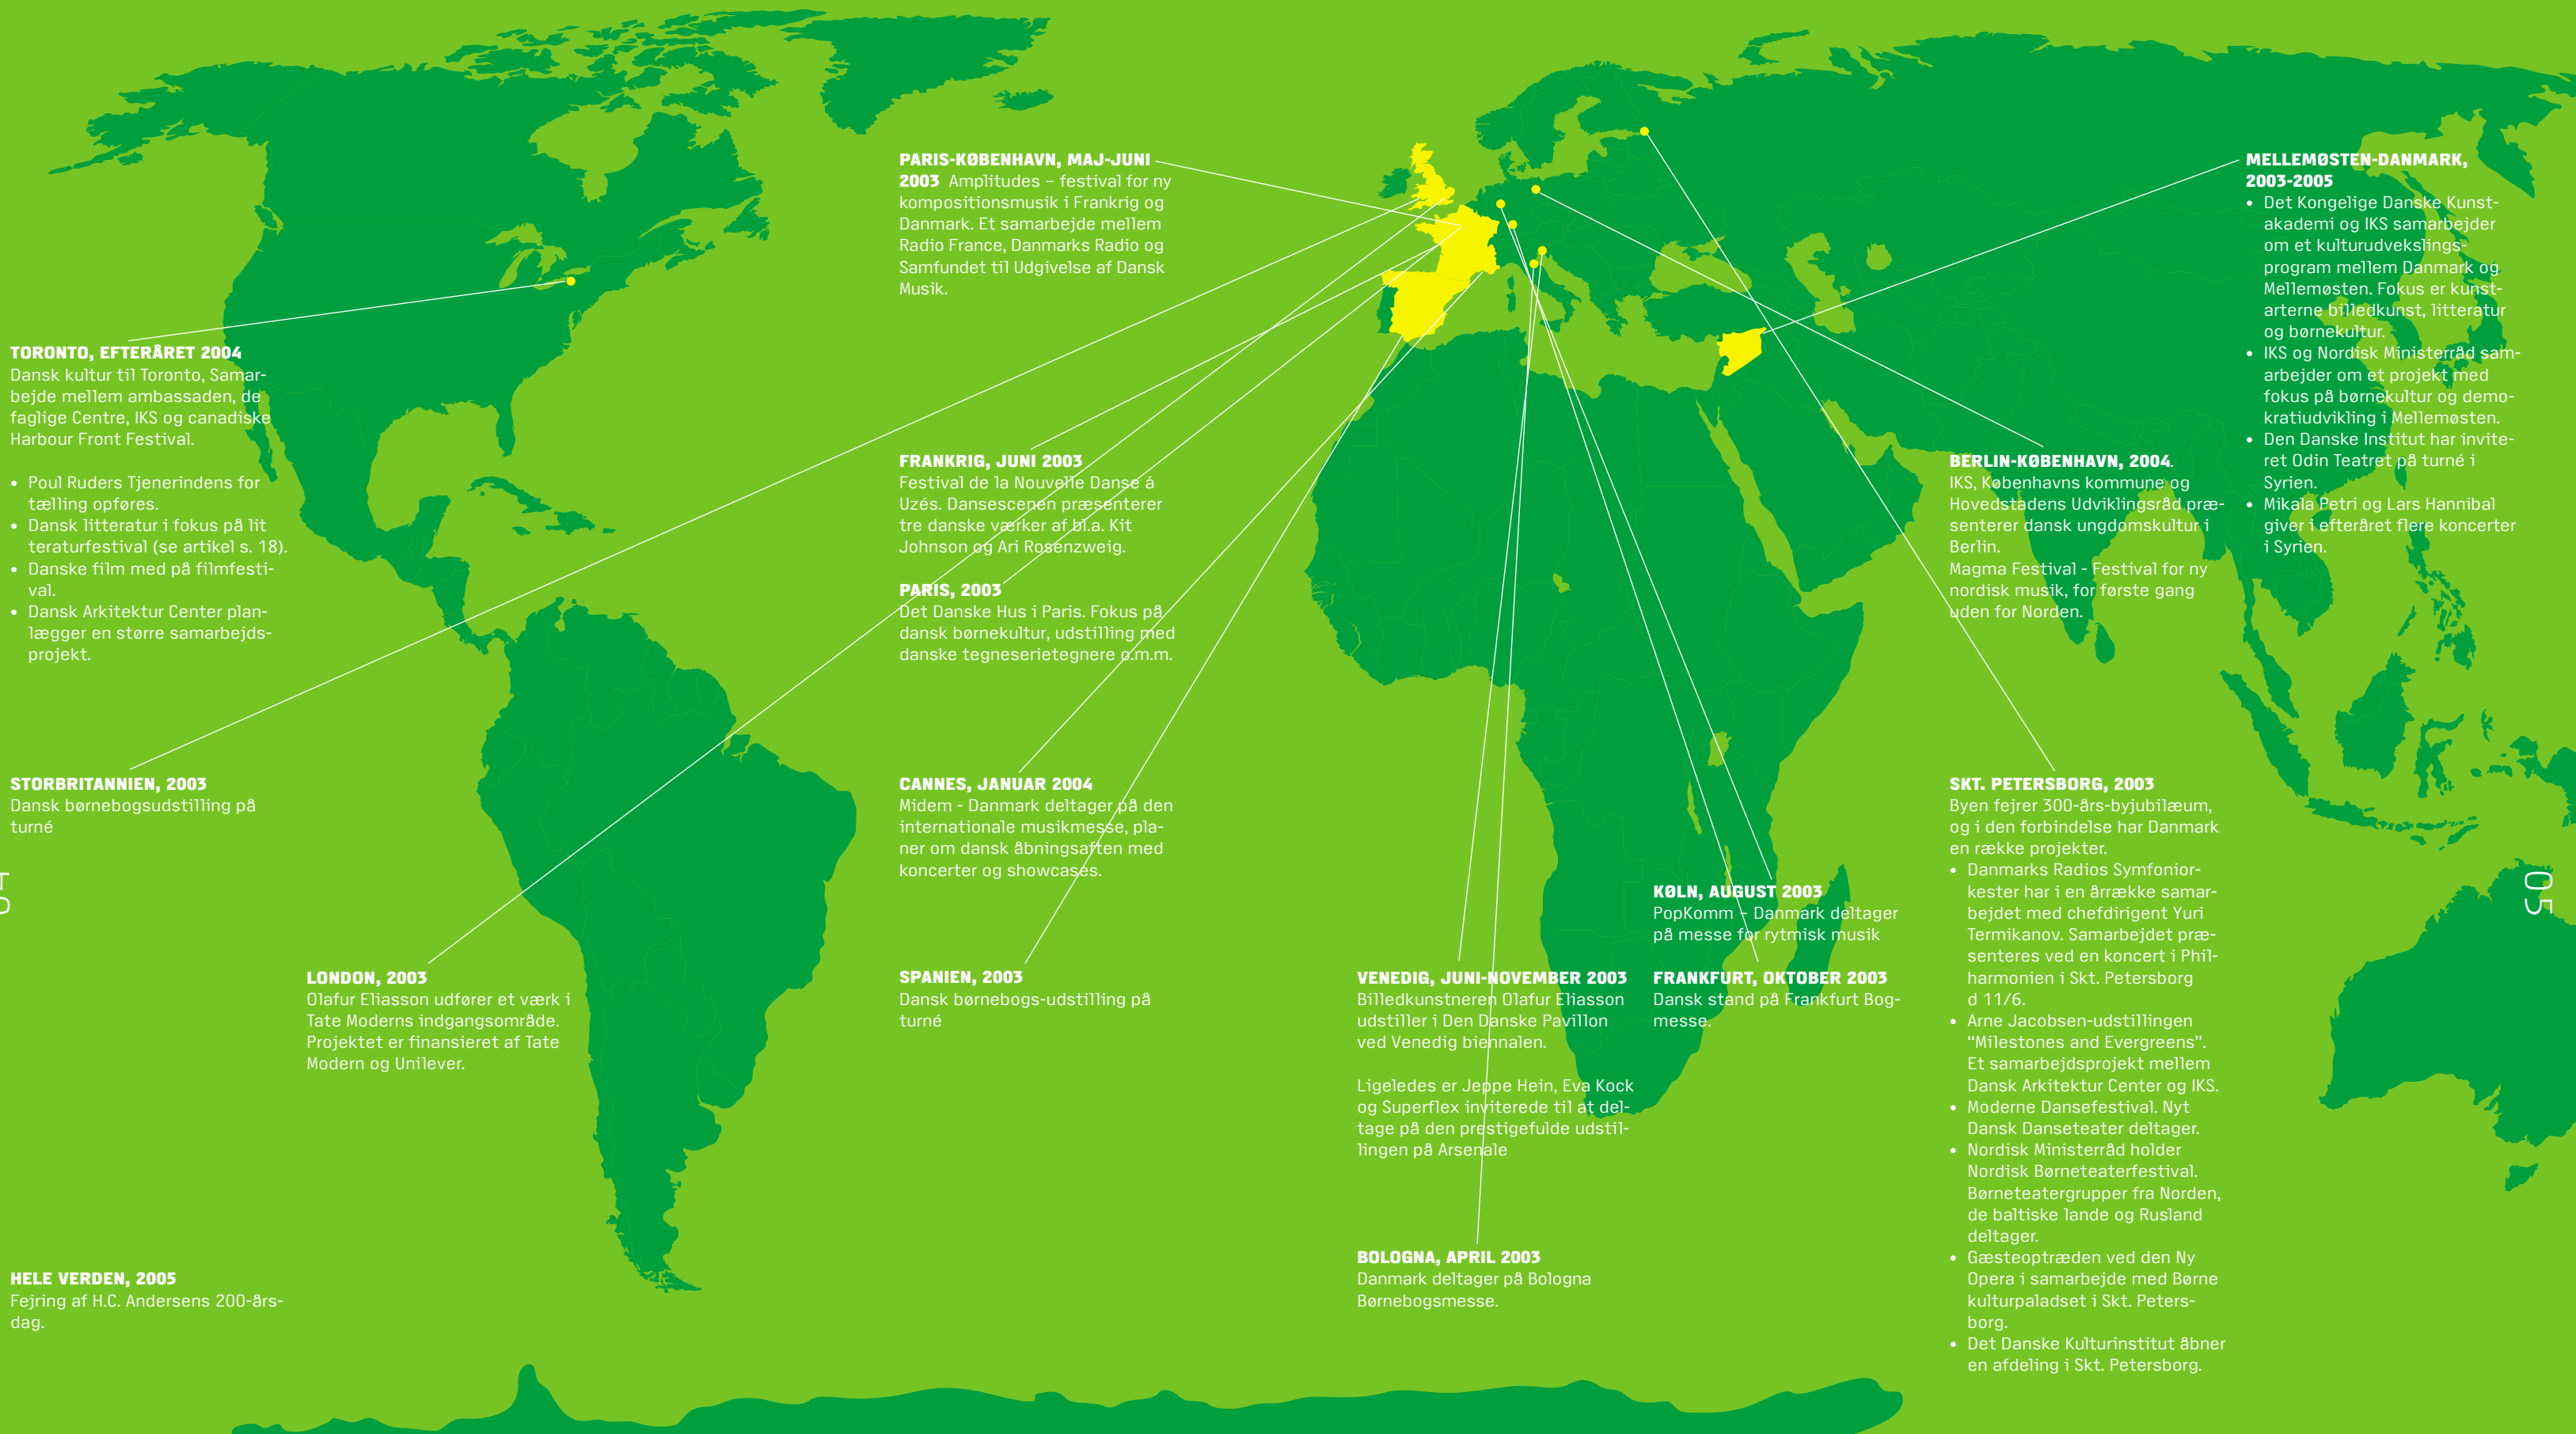 TORONTO, EFTERÅRET 2004
Dansk kultur til Toronto, Samar-
bejde mellem ambassaden, de
faglige Centre, IKS og canadiske
Harbour Front Festival.
• Poul Ruders Tjenerindens for
tælling opføres.
• Dansk litteratur i fokus på lit
teraturfestival (se artikel s. 18).
• Danske film med på filmfesti-
val.
• Dansk Arkitektur Center plan-
lægger en større samarbejds-
projekt.
STORBRITANNIEN, 2003
Dansk børnebogsudstilling på
turné
HELE VERDEN, 2005
Fejring af H.C. Andersens 200-års-
dag.
LONDON, 2003
Olafur Eliasson udfører et værk i
Tate Moderns indgangsområde.
Projektet er finansieret af Tate
Modern og Unilever.
PARIS-KØBENHAVN, MAJ-JUNI
2003 Amplitudes – festival for ny
kompositionsmusik i Frankrig og
Danmark. Et samarbejde mellem
Radio France, Danmarks Radio og
Samfundet til Udgivelse af Dansk
Musik.
FRANKRIG, JUNI 2003
Festival de la Nouvelle Danse á
Uzés. Dansescenen præsenterer
tre danske værker af bl.a. Kit
Johnson og Ari Rosenzweig.
PARIS, 2003
Det Danske Hus i Paris. Fokus på
dansk børnekultur, udstilling med
danske tegneserietegnere o.m.m.
CANNES, JANUAR 2004
Midem - Danmark deltager på den
internationale musikmesse, pla-
ner om dansk åbningsaften med
koncerter og showcases.
SPANIEN, 2003
Dansk børnebogs-udstilling på
turné
VENEDIG, JUNI-NOVEMBER 2003
Billedkunstneren Olafur Eliasson
udstiller i Den Danske Pavillon
ved Venedig biennalen.
Ligeledes er Jeppe Hein, Eva Kock
og Superflex inviterede til at del-
tage på den prestigefulde udstil-
lingen på Arsenale
BOLOGNA, APRIL 2003
Danmark deltager på Bologna
Børnebogsmesse.
KØLN, AUGUST 2003
PopKomm – Danmark deltager
på messe for rytmisk musik
FRANKFURT, OKTOBER 2003
Dansk stand på Frankfurt Bog-
messe.
BERLIN-KØBENHAVN, 2004.
IKS, Københavns kommune og
Hovedstadens Udviklingsråd præ-
senterer dansk ungdomskultur i
Berlin.
Magma Festival - Festival for ny
nordisk musik, for første gang
uden for Norden.
SKT. PETERSBORG, 2003
Byen fejrer 300-års-byjubilæum,
og i den forbindelse har Danmark
en række projekter.
• Danmarks Radios Symfonior-
kester har i en årrække samar-
bejdet med chefdirigent Yuri
Termikanov. Samarbejdet præ-
senteres ved en koncert i Phil-
harmonien i Skt. Petersborg
d 11/6.
• Arne Jacobsen-udstillingen
“Milestones and Evergreens”.
Et samarbejdsprojekt mellem
Dansk Arkitektur Center og IKS.
• Moderne Dansefestival. Nyt
Dansk Danseteater deltager.
• Nordisk Ministerråd holder
Nordisk Børneteaterfestival.
Børneteatergrupper fra Norden,
de baltiske lande og Rusland
deltager.
• Gæsteoptræden ved den Ny
Opera i samarbejde med Børne
kulturpaladset i Skt. Peters-
borg.
• Det Danske Kulturinstitut åbner
en afdeling i Skt. Petersborg.
MELLEMØSTEN-DANMARK,
2003-2005
• Det Kongelige Danske Kunst-
akademi og IKS samarbejder
om et kulturudvekslings-
program mellem Danmark og
Mellemøsten. Fokus er kunst-
arterne billedkunst, litteratur
og børnekultur.
• IKS og Nordisk Ministerråd sam-
arbejder om et projekt med
fokus på børnekultur og demo-
kratiudvikling i Mellemøsten.
• Den Danske Institut har invite-
ret Odin Teatret på turné i
Syrien.
• Mikala Petri og Lars Hannibal
giver i efteråret flere koncerter
i Syrien.
05